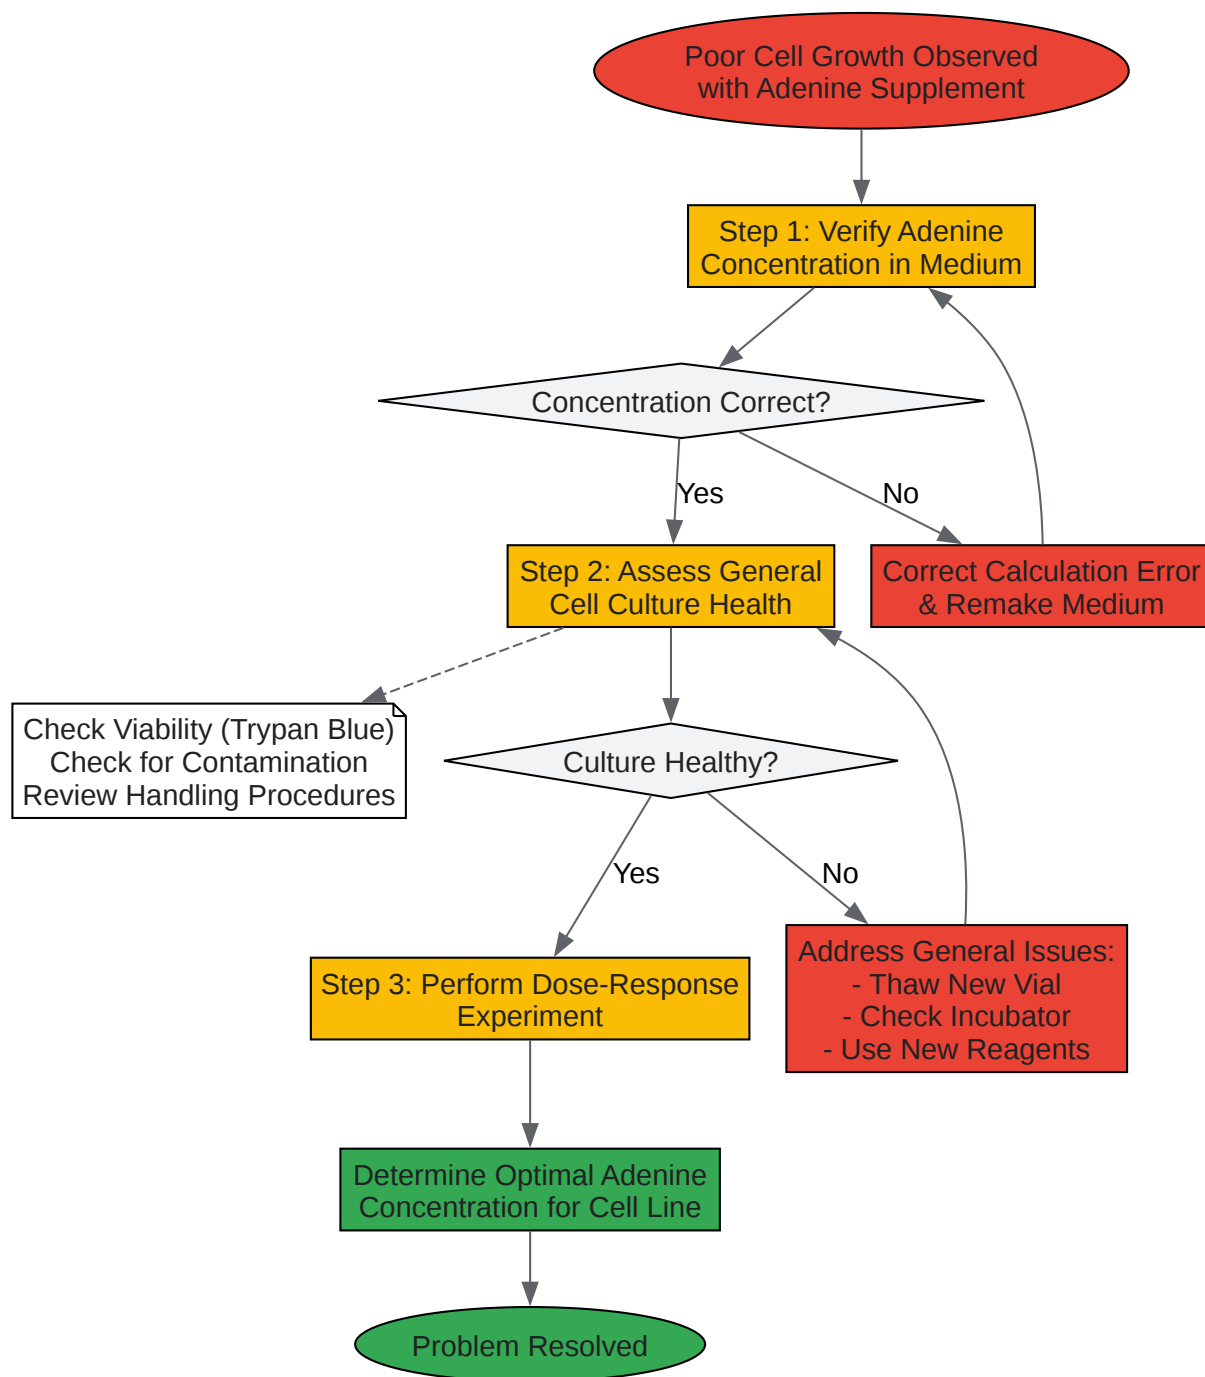 Poor Cell Growth Observed
with Adenine Supplement
Step 1: Verify Adenine
Concentration in Medium
Concentration Correct?
Yes
No
Step 2: Assess General
Cell Culture Health
Correct Calculation Error
& Remake Medium
Check Viability (Trypan Blue)
Check for Contamination
Review Handling Procedures
Culture Healthy?
Yes
No
Step 3: Perform Dose-Response
Experiment
Address General Issues:
- Thaw New Vial
- Check Incubator
- Use New Reagents
Determine Optimal Adenine
Concentration for Cell Line
Problem Resolved